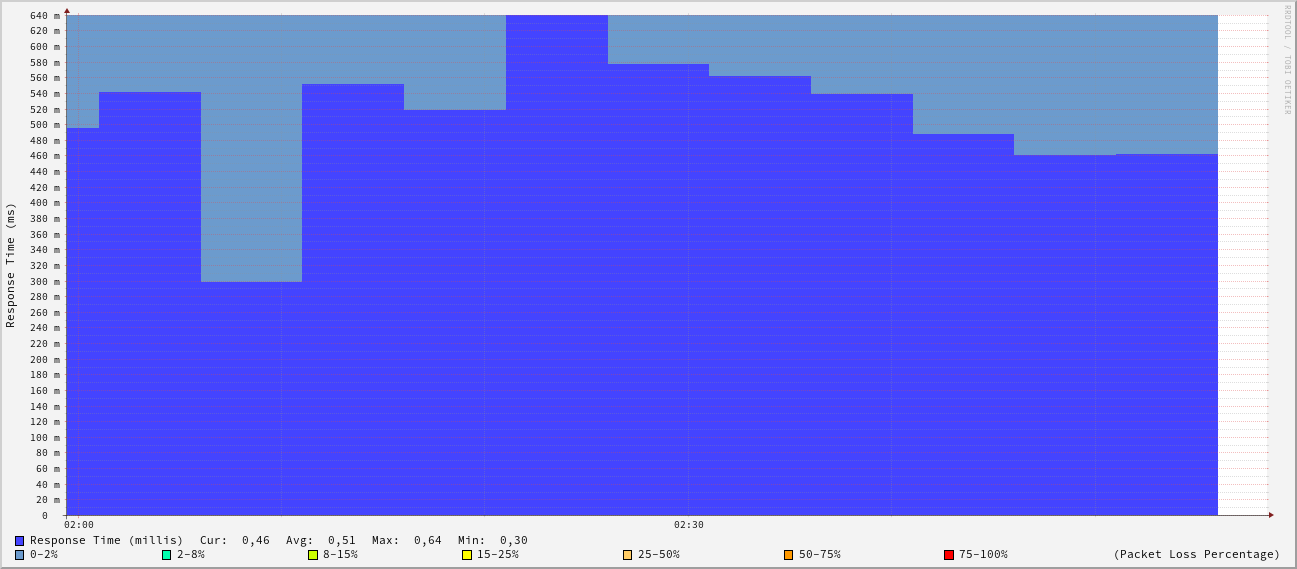 RRDTOOL / TOBI OETIKER
Response Time (ms)
640 m
620 m
600 m
580 m
560 m
540 m
520 m
500 m
480 m
460 m
440 m
420 m
400 m
380 m
360 m
340 m
320 m
300 m
280 m
260 m
240 m
220 m
200 m
180 m
160 m
140 m
120 m
100 m
80 m
60 m
40 m
20 m
0
02:00 02:30
Response Time (millis) Cur: 0,46 Avg: 0,51 Max: 0,64 Min: 0,30
0-2% 2-8% 8-15% 15-25% 25-50% 50-75% 75-100% (Packet Loss Percentage)